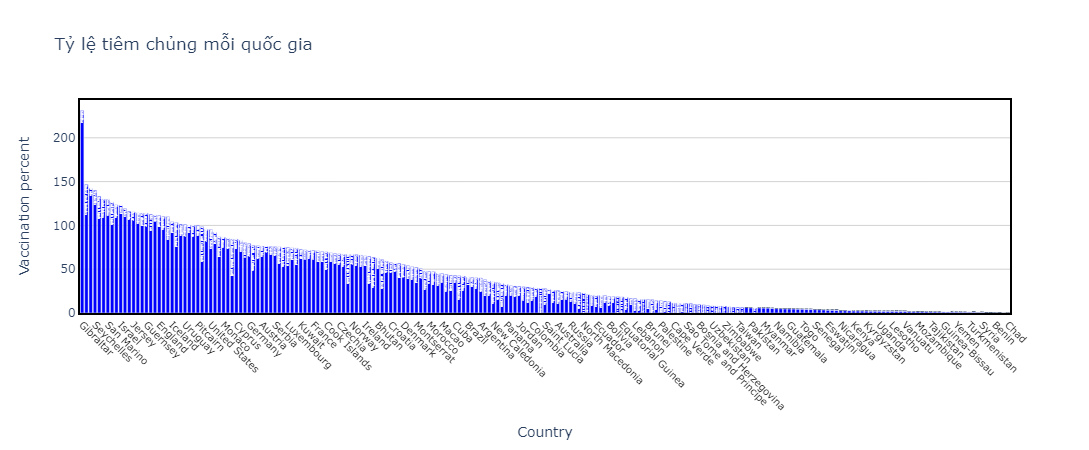 Tỷ lệ tiêm chủng mỗi quốc gia
Vaccination percent
200
150
100
50
0
Gibraltar
Seychelles
San Marino
Israel
Jersey
Guernsey
England
Iceland
Uruguay
Pitcairn
United States
Monaco
Cyprus
Germany
Austria
Serbia
Luxembourg
Kuwait
France
Cook Islands
Czechia
Norway
Ireland
Bhutan
Croatia
Denmark
Montserrat
Morocco
Macao
Cuba
Brazil
Argentina
New Caledonia
Panama
Jordan
Colombia
Saint Lucia
Australia
Russia
North Macedonia
Ecuador
Bolivia
Equatorial Guinea
Lebanon
Brunei
Palestine
Cape Verde
Sao Tome and Principe
Bosnia and Herzegovina
Uzbekistan
Zimbabwe
Taiwan
Pakistan
Myanmar
Namibia
Guatemala
Togo
Senegal
Eswatini
Nicaragua
Kenya
Kyrgyzstan
Uganda
Lesotho
Vanuatu
Mozambique
Tajikistan
Guinea-Bissau
Yemen
Turkmenistan
Syria
Benin
Chad
Country